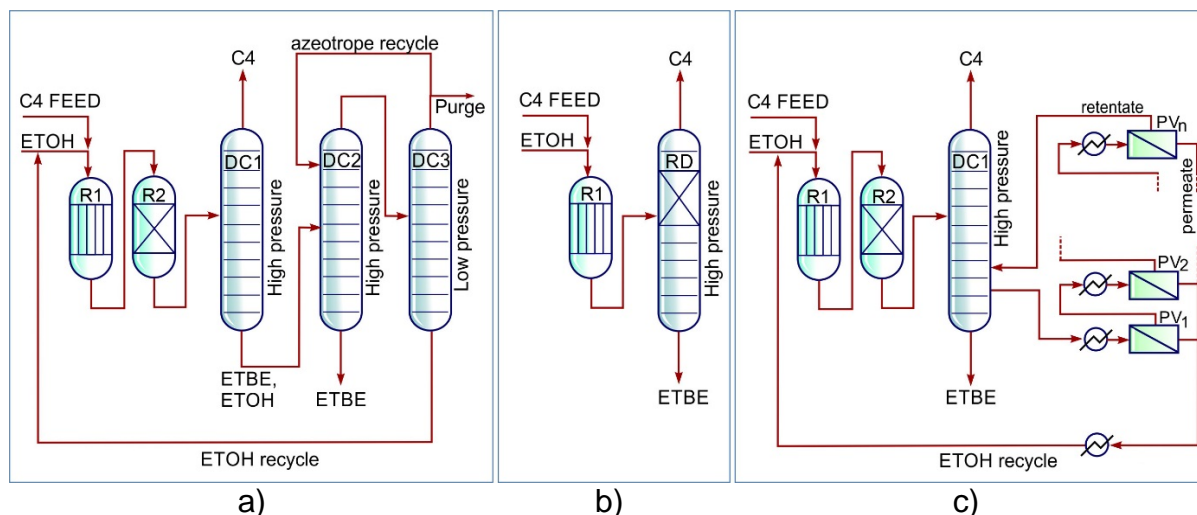 azeotrope recycle
C4
C4 FEED
ETOH
Purge
R1
R2
DC1
High pressure
DC2
High pressure
DC3
Low pressure
ETBE,
ETOH
ETBE
ETOH recycle
a)
C4
C4 FEED
ETOH
R1
RD
High pressure
ETBE
b)
C4
C4 FEED
ETOH
R1
R2
DC1
High pressure
retentate
PVn
permeate
PV2
PV1
ETBE
ETOH recycle
c)